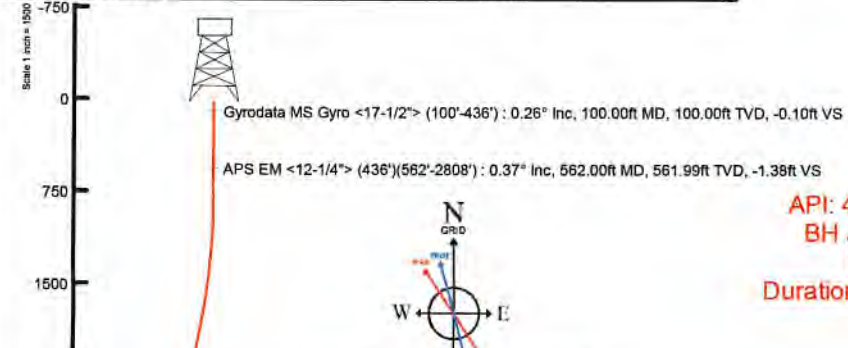 -750
Scale 1 inch = 1500
0
Gyrodata MS Gyro <17-1/2"> (100'-436') : 0.26° Inc, 100.00ft MD, 100.00ft TVD, -0.10ft VS
APS EM <12-1/4"> (436')(562'-2808') : 0.37° Inc, 562.00ft MD, 561.99ft TVD, -1.38ft VS
750
API: 4
BH
N
GRID
1500
Duration
W
E